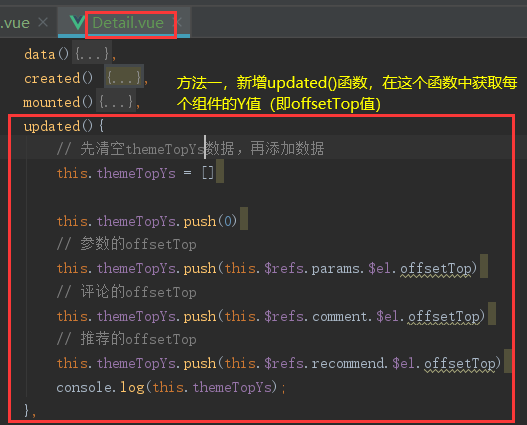 .vue × Detail.vue ×
data(){...},
created() {...},
mounted(){...},
方法一，新增updated()函数，在这个函数中获取每
个组件的Y值（即offsetTop值）
updated(){
// 先清空themeTopYs数据，再添加数据
this.themeTopYs = []
this.themeTopYs.push(0)
// 参数的offsetTop
this.themeTopYs.push(this.$refs.params.$el.offsetTop)
// 评论的offsetTop
this.themeTopYs.push(this.$refs.comment.$el.offsetTop)
// 推荐的offsetTop
this.themeTopYs.push(this.$refs.recommend.$el.offsetTop)
console.log(this.themeTopYs);
},